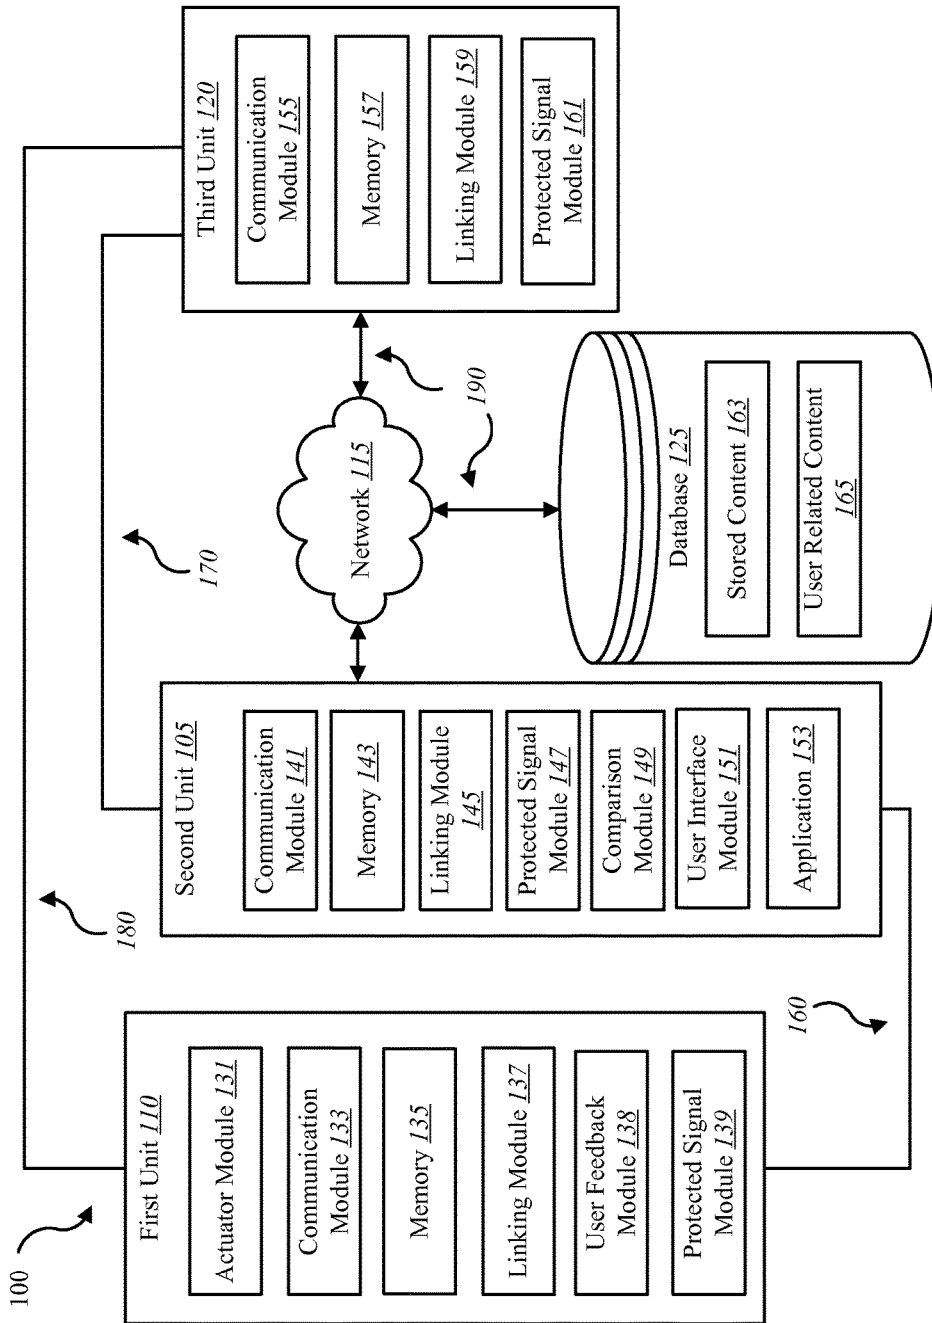 100
First Unit 110
Actuator Module 131
Communication
Module 133
Memory 135
Linking Module 137
User Feedback
Module 138
Protected Signal
Module 139
180
160
Second Unit 105
Communication
Module 141
Memory 143
Linking Module
145
Protected Signal
Module 147
Comparison
Module 149
User Interface
Module 151
Application 153
170
Network 115
190
Database 125
Stored Content 163
User Related Content
165
Third Unit 120
Communication
Module 155
Memory 157
Linking Module 159
Protected Signal
Module 161